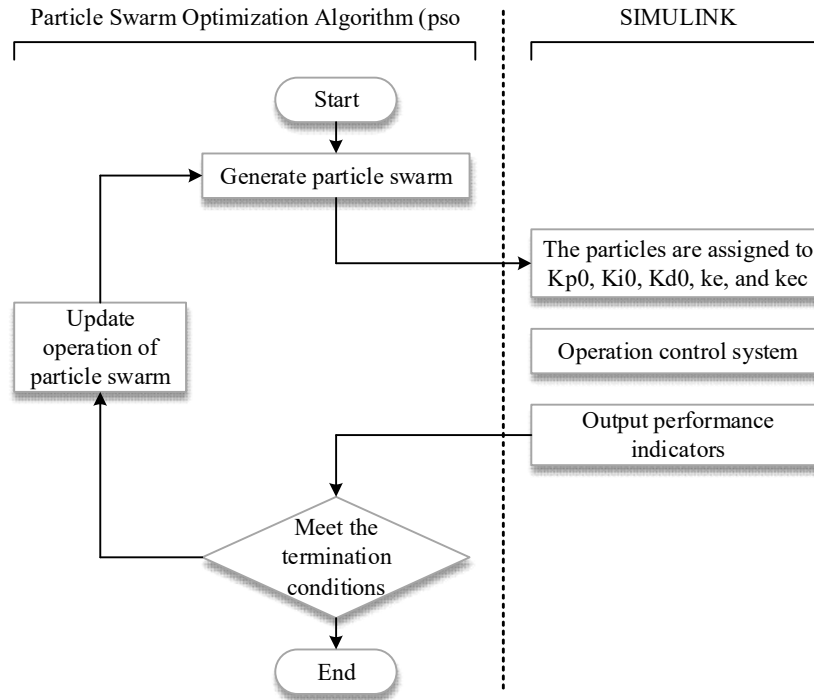 Particle Swarm Optimization Algorithm (pso
SIMULINK
Start
Generate particle swarm
The particles are assigned to
Kp0, Ki0, Kd0, ke, and kec
Update
operation of
particle swarm
Operation control system
Output performance
indicators
Meet the
termination
conditions
End